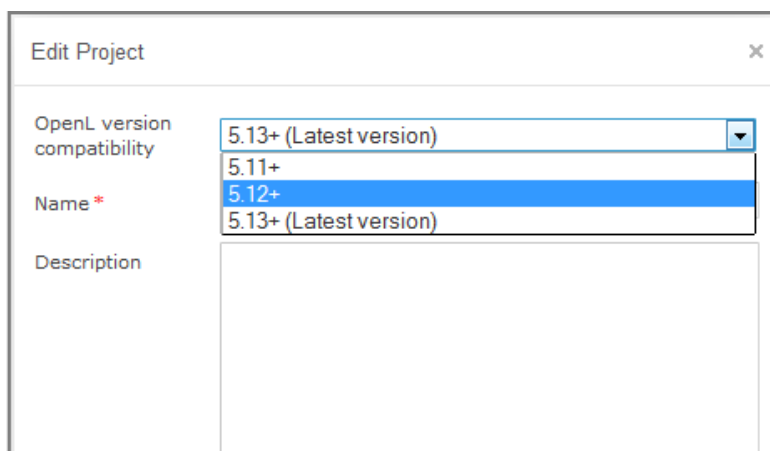 Edit Project
×
OpenL version
compatibility
5.13+ (Latest version)
5.11+
5.12+
5.13+ (Latest version)
Name *
Description